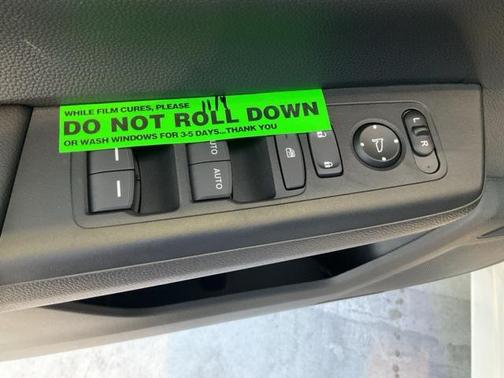 WHILE FILM CURES, PLEASE
DO NOT ROLL DOWN
OR WASH WINDOWS FOR 3-5 DAYS...THANK YOU
AUTO
AUTO
L
R